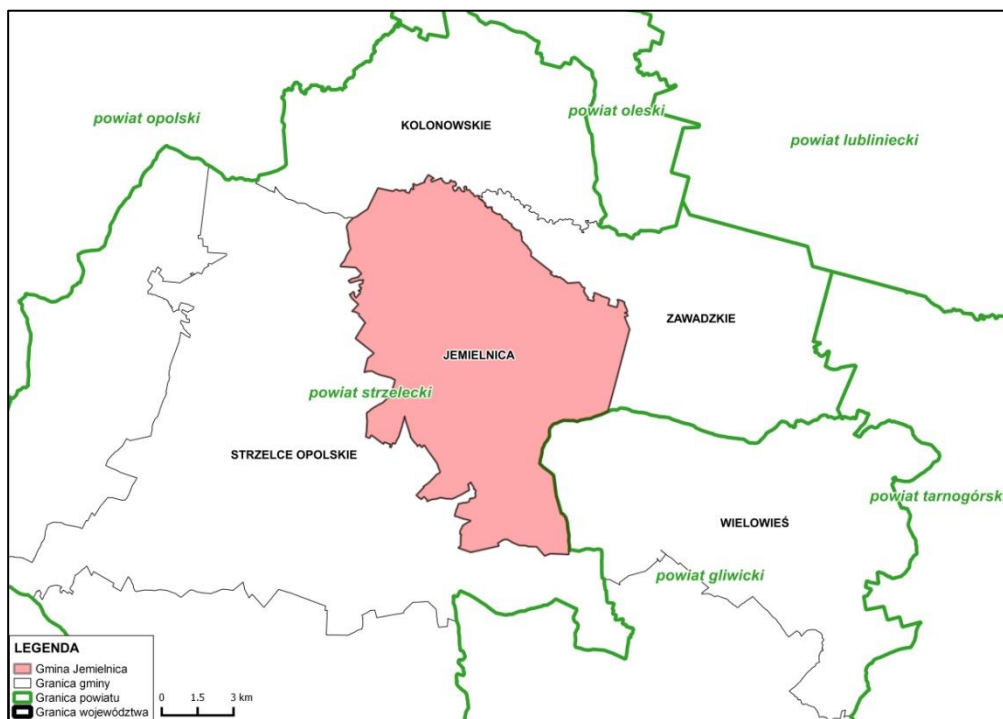 powiat opolski
KOLONOWSKIE
powiat oleski
powiat lubliniecki
ZAWADZKIE
JEMIELNICA
powiat strzelecki
STRZELCE OPOLSKIE
powiat tarnogórsk
WIELOWIEŚ
powiat gliwicki
LEGENDA
Gmina Jemielnica
Granica gminy
Granica powiatu
Granica województwa
0 1.5 3 km